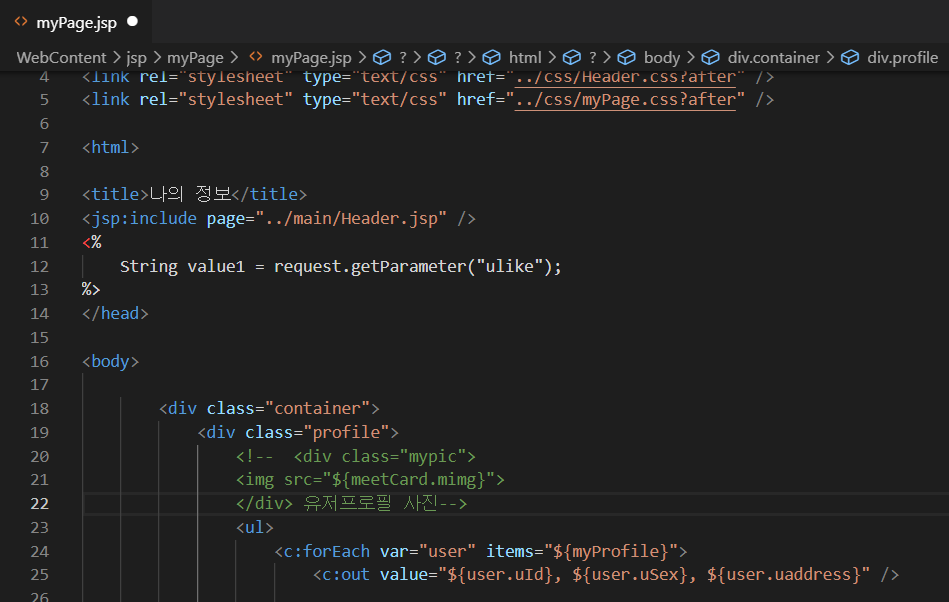 myPage.jsp
WebContent > jsp > myPage > myPage.jsp > ? > ? > html > ? > body > div.container > div.profile
4 <link rel="stylesheet" type="text/css" href="../css/Header.css?after" />
5 <link rel="stylesheet" type="text/css" href="../css/myPage.css?after" />
6
7 <html>
8
9 <title>나의 정보</title>
10 <jsp:include page="../main/Header.jsp" />
11 <%
12 String value1 = request.getParameter("ulike");
13 %>
14 </head>
15
16 <body>
17
18 <div class="container">
19 <div class="profile">
20 <!--  <div class="mypic">
21 <img src="${meetCard.mimg}">
22 </div> 유저프로필 사진-->
23 <ul>
24 <c:forEach var="user" items="${myProfile}">
25 <c:out value="${user.uId}, ${user.uSex}, ${user.uaddress}" />
26